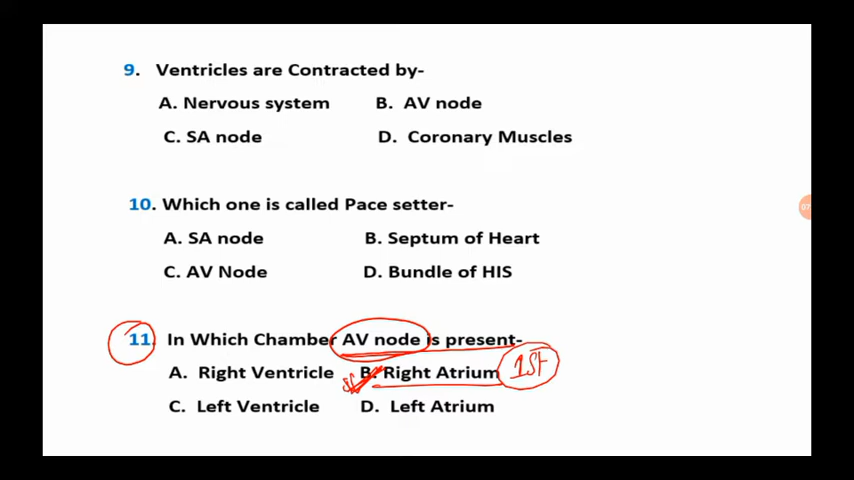 9. Ventricles are Contracted by-
A. Nervous system B. AV node
C. SA node D. Coronary Muscles
10. Which one is called Pace setter-
A. SA node B. Septum of Heart
C. AV Node D. Bundle of HIS
11. In Which Chamber AV node is present-
A. Right Ventricle B. Right Atrium 1ST
C. Left Ventricle D. Left Atrium